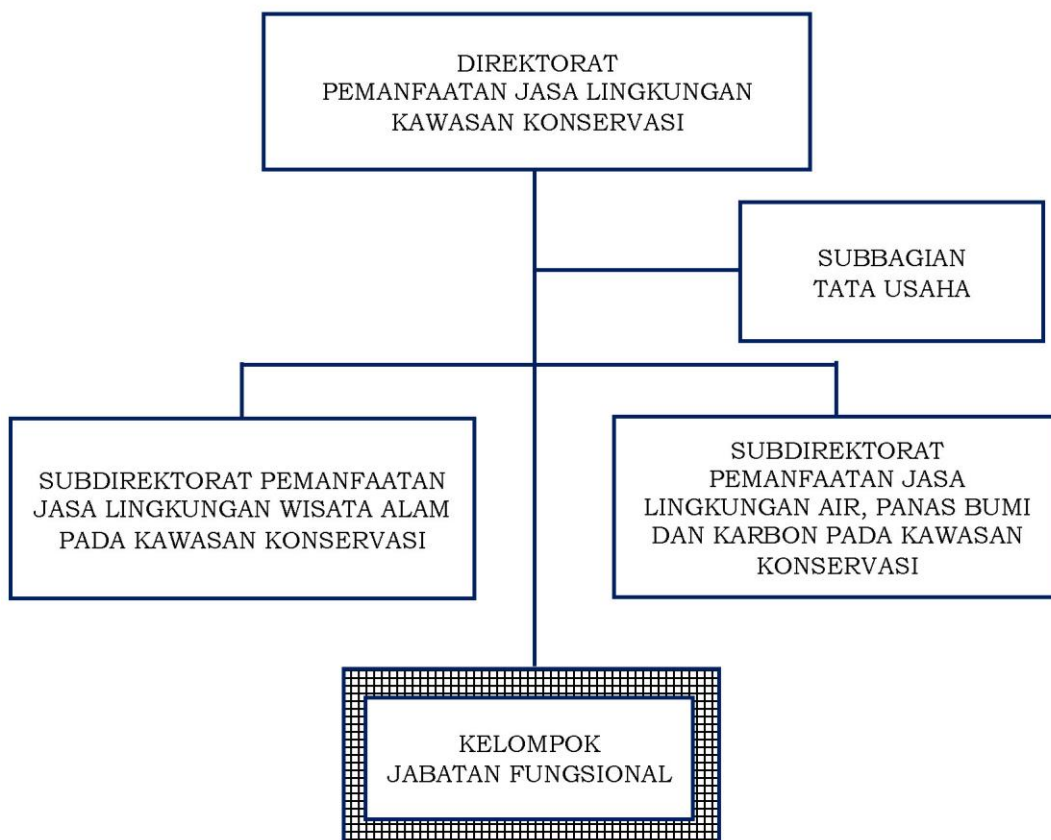 DIREKTORAT
PEMANFAATAN JASA LINGKUNGAN
KAWASAN KONSERVASI
SUBBAGIAN
TATA USAHA
SUBDIREKTORAT PEMANFAATAN
JASA LINGKUNGAN WISATA ALAM
PADA KAWASAN KONSERVASI
SUBDIREKTORAT
PEMANFAATAN JASA
LINGKUNGAN AIR, PANAS BUMI
DAN KARBON PADA KAWASAN
KONSERVASI
KELOMPOK
JABATAN FUNGSIONAL